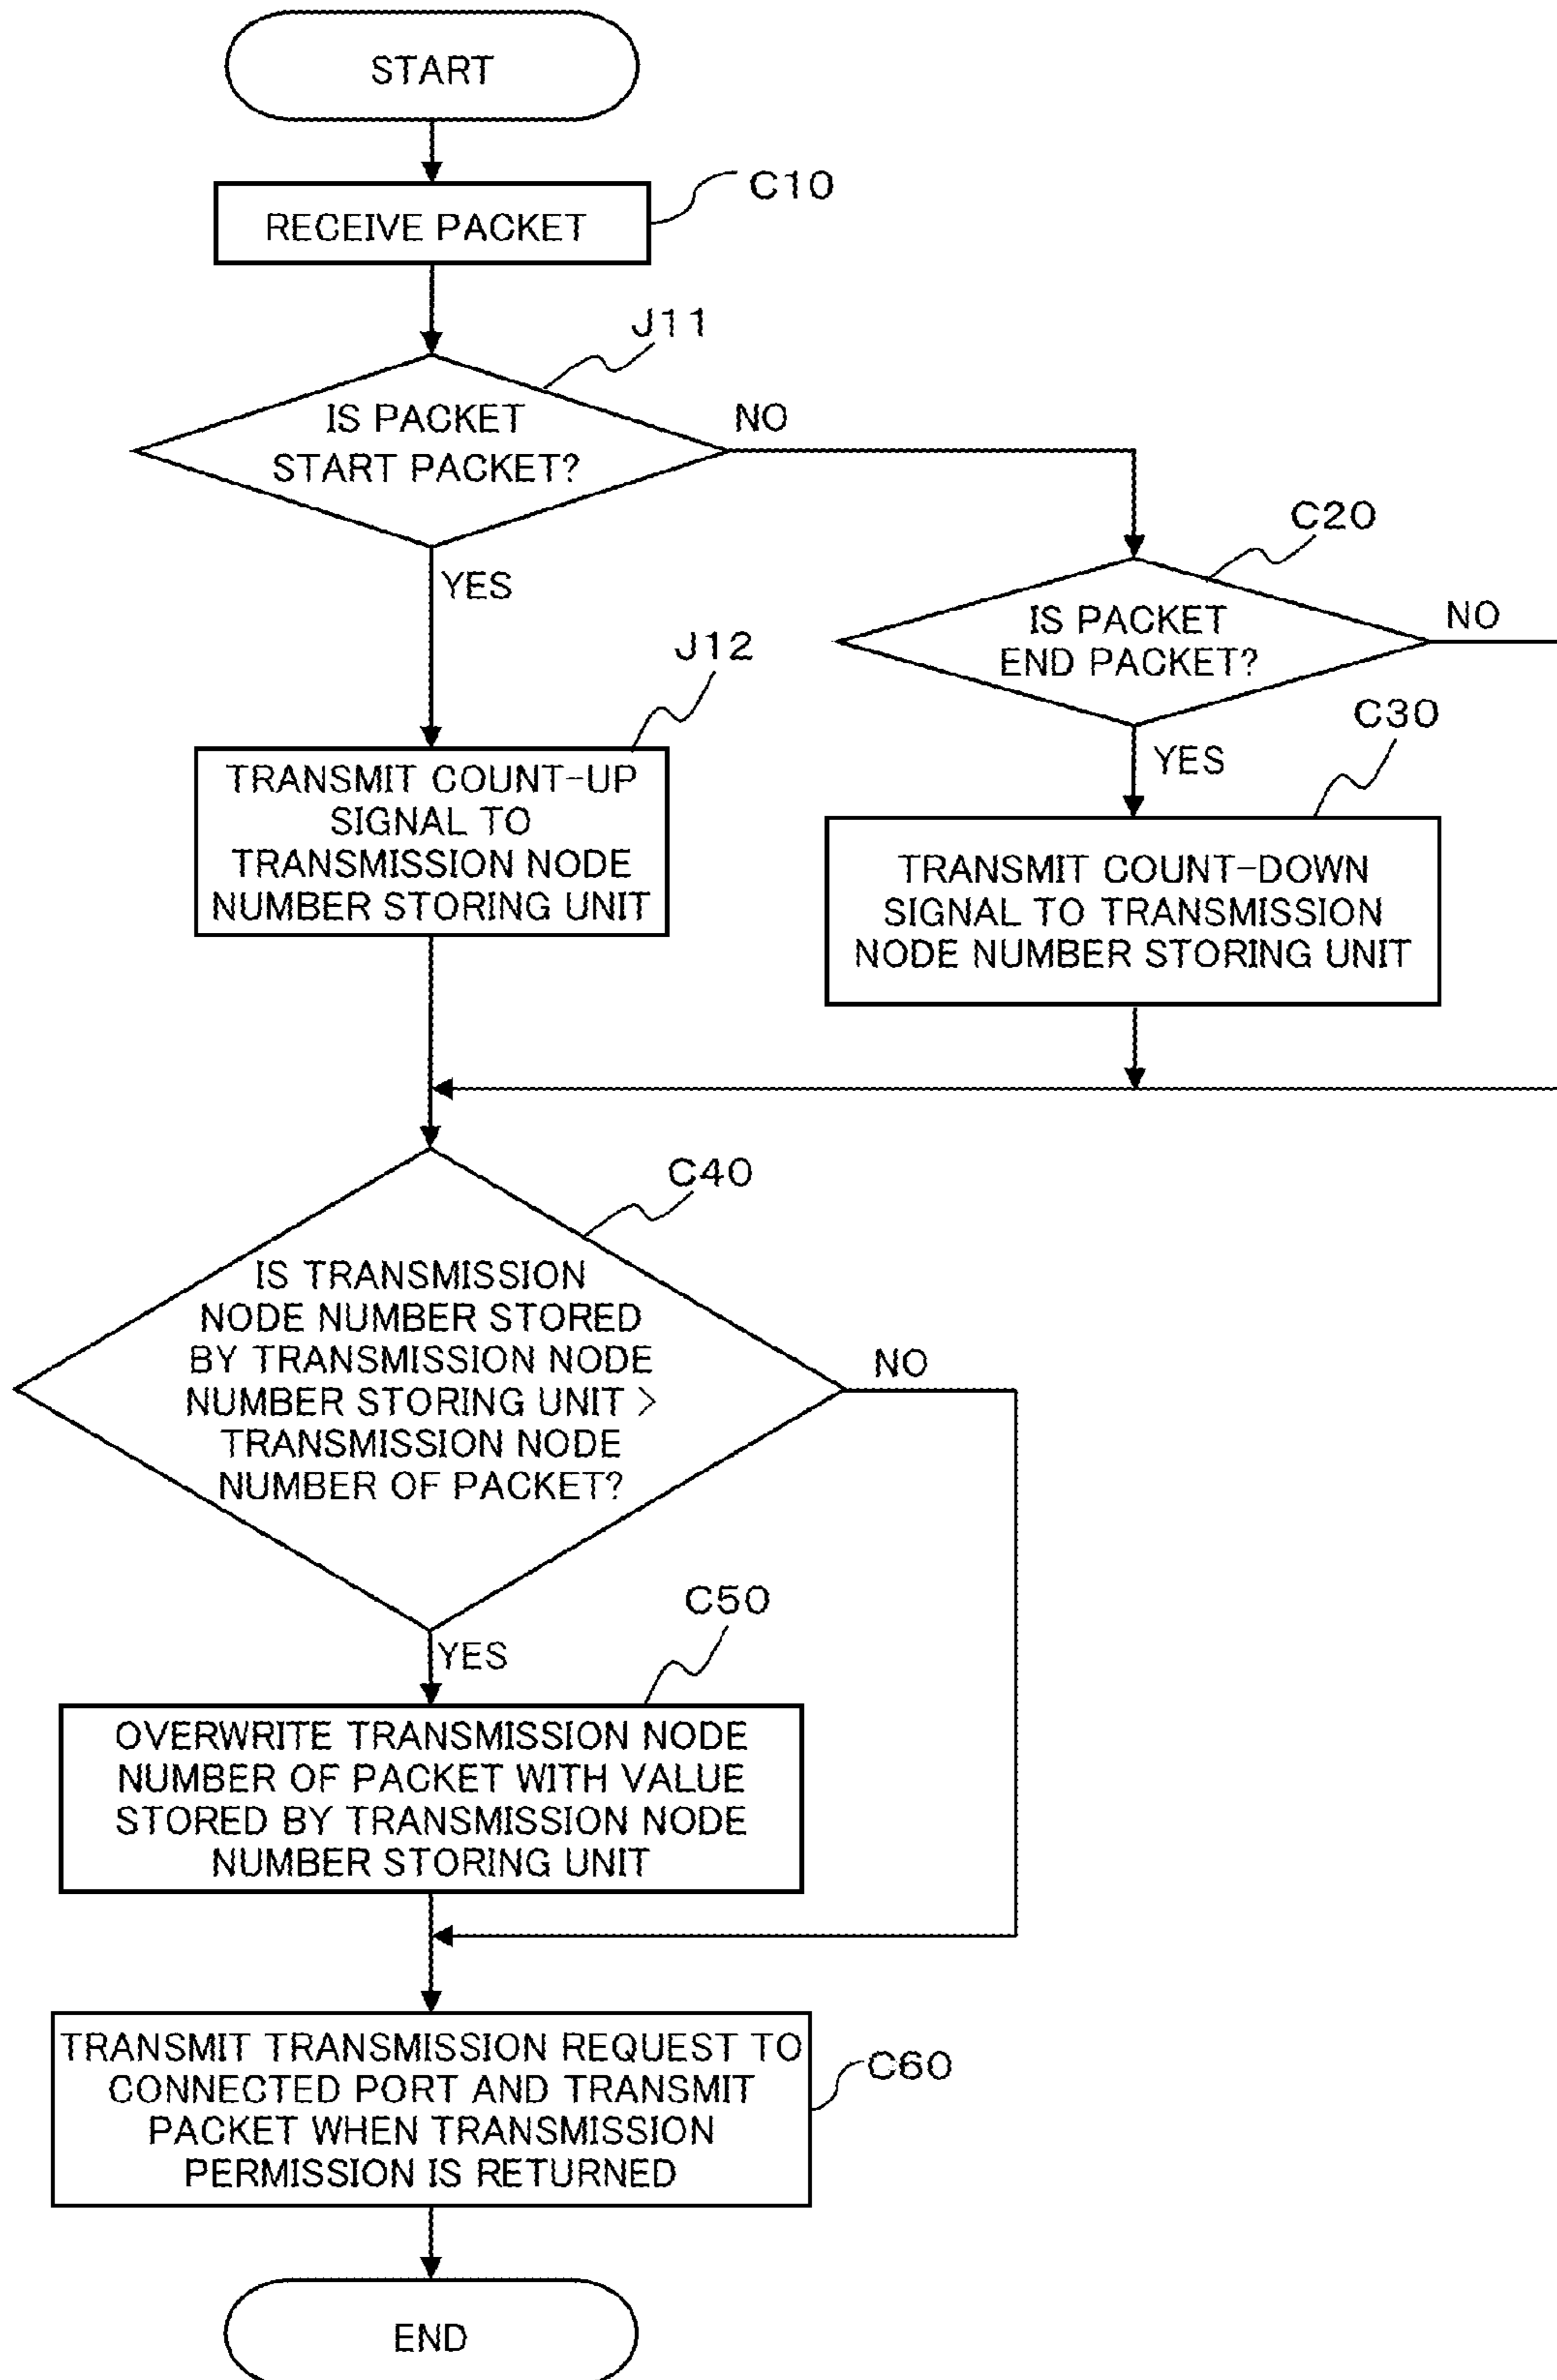 START
RECEIVE PACKET
C10
J11
IS PACKET
START PACKET?
NO
YES
C20
IS PACKET
END PACKET?
NO
YES
J12
TRANSMIT COUNT-UP
SIGNAL TO
TRANSMISSION NODE
NUMBER STORING UNIT
C30
TRANSMIT COUNT-DOWN
SIGNAL TO TRANSMISSION
NODE NUMBER STORING UNIT
C40
IS TRANSMISSION
NODE NUMBER STORED
BY TRANSMISSION NODE
NUMBER STORING UNIT >
TRANSMISSION NODE
NUMBER OF PACKET?
NO
YES
C50
OVERWRITE TRANSMISSION NODE
NUMBER OF PACKET WITH VALUE
STORED BY TRANSMISSION NODE
NUMBER STORING UNIT
TRANSMIT TRANSMISSION REQUEST TO
CONNECTED PORT AND TRANSMIT
PACKET WHEN TRANSMISSION
PERMISSION IS RETURNED
C60
END